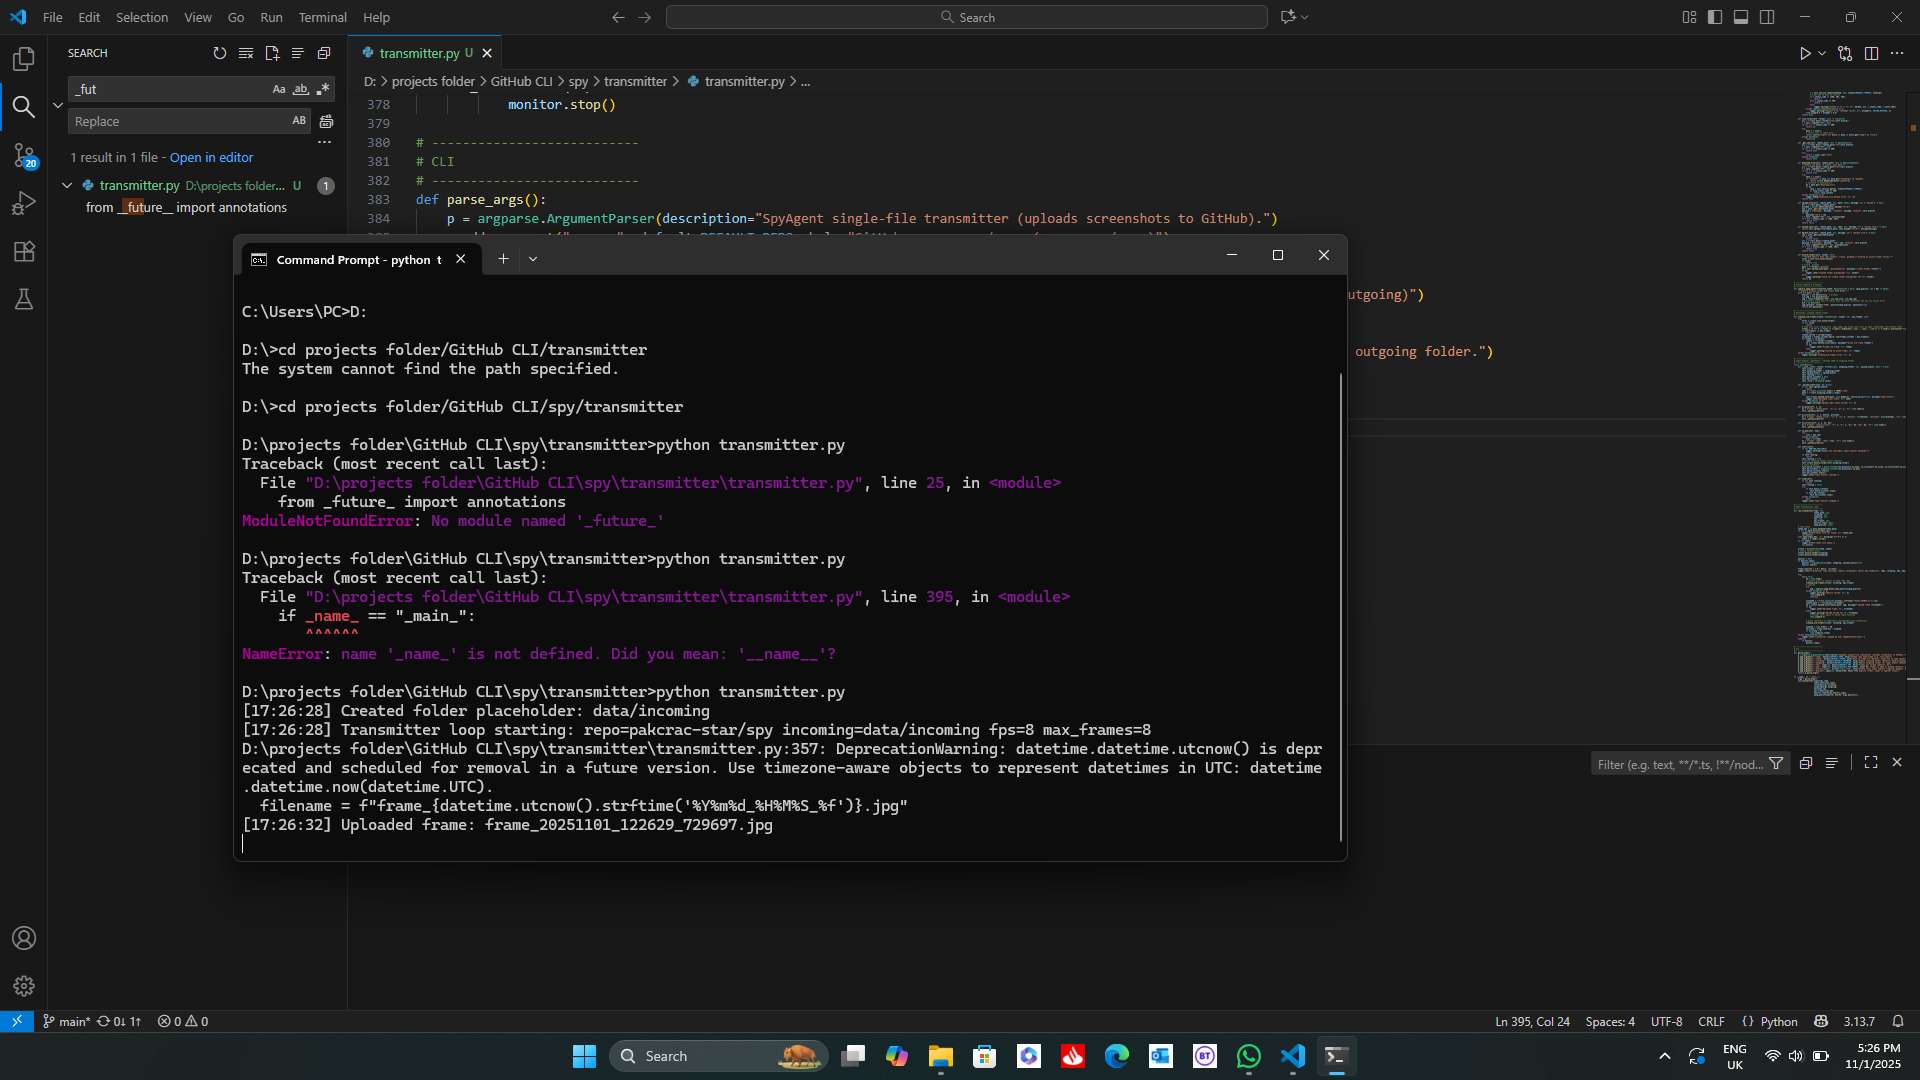 File Edit Selection View Go Run Terminal Help
Search
SEARCH
_fut
Aa ab
Replace
AB
1 result in 1 file - Open in editor
transmitter.py D:\projects folder... U 1
from __future__ import annotations
transmitter.py U
D: > projects folder > GitHub CLI > spy > transmitter > transmitter.py > ...
378 monitor.stop()
379
380 # ---------------------------
381 # CLI
382 # ---------------------------
383 def parse_args():
384 p = argparse.ArgumentParser(description="SpyAgent single-file transmitter (uploads screenshots to GitHub).")
utgoing)")
outgoing folder.")
Command Prompt - python t
C:\Users\PC>D:
D:\>cd projects folder/GitHub CLI/transmitter
The system cannot find the path specified.
D:\>cd projects folder/GitHub CLI/spy/transmitter
D:\projects folder\GitHub CLI\spy\transmitter>python transmitter.py
Traceback (most recent call last):
File "D:\projects folder\GitHub CLI\spy\transmitter\transmitter.py", line 25, in <module>
from _future_ import annotations
ModuleNotFoundError: No module named '_future_'
D:\projects folder\GitHub CLI\spy\transmitter>python transmitter.py
Traceback (most recent call last):
File "D:\projects folder\GitHub CLI\spy\transmitter\transmitter.py", line 395, in <module>
if _name_ == "_main_":
^^^^^^
NameError: name '_name_' is not defined. Did you mean: '__name__'?
D:\projects folder\GitHub CLI\spy\transmitter>python transmitter.py
[17:26:28] Created folder placeholder: data/incoming
[17:26:28] Transmitter loop starting: repo=pakcrac-star/spy incoming=data/incoming fps=8 max_frames=8
D:\projects folder\GitHub CLI\spy\transmitter\transmitter.py:357: DeprecationWarning: datetime.datetime.utcnow() is depr
ecated and scheduled for removal in a future version. Use timezone-aware objects to represent datetimes in UTC: datetime
.datetime.now(datetime.UTC).
filename = f"frame_{datetime.utcnow().strftime('%Y%m%d_%H%M%S_%f')}.jpg"
[17:26:32] Uploaded frame: frame_20251101_122629_729697.jpg
Filter (e.g. text, **/*.ts, !**/nod...
20
main* 0↓ 1↑ 0 0
Ln 395, Col 24 Spaces: 4 UTF-8 CRLF {} Python 3.13.7
Search
BT
ENG
UK
5:26 PM
11/1/2025